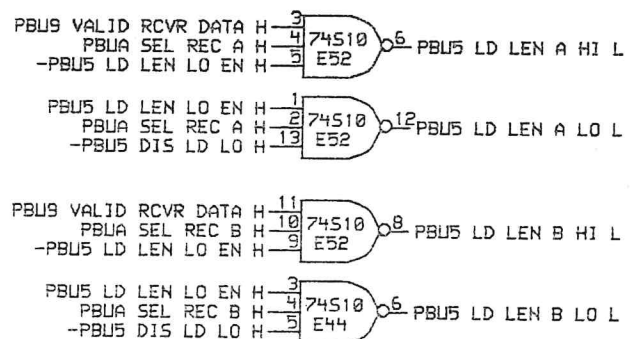 PBU9 VALID RCVR DATA H 3
PBUA SEL REC A H 4 74S10 6 PBU5 LD LEN A HI L
-PBU5 LD LEN LO EN H 5 E52
PBU5 LD LEN LO EN H 1
PBUA SEL REC A H 2 74S10 12 PBU5 LD LEN A LO L
-PBU5 DIS LD LO H 13 E52
PBU9 VALID RCVR DATA H 11
PBUA SEL REC B H 10 74S10 8 PBU5 LD LEN B HI L
-PBU5 LD LEN LO EN H 9 E52
PBU5 LD LEN LO EN H 3
PBUA SEL REC B H 4 74S10 6 PBU5 LD LEN B LO L
-PBU5 DIS LD LO H 5 E44